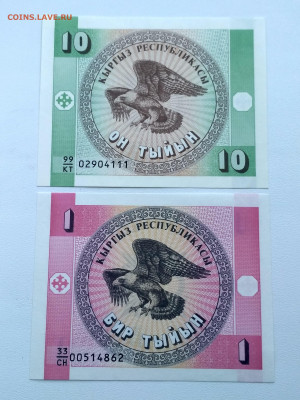 COINS.LAVE.RU
10
КЫРГЫЗ РЕСПУБЛИКАСЫ
ОН ТЫЙЫН
99
КТ 02904111
10
1
КЫРГЫЗ РЕСПУБЛИКАСЫ
БИР ТЫЙЫН
33
СН 00514862
1